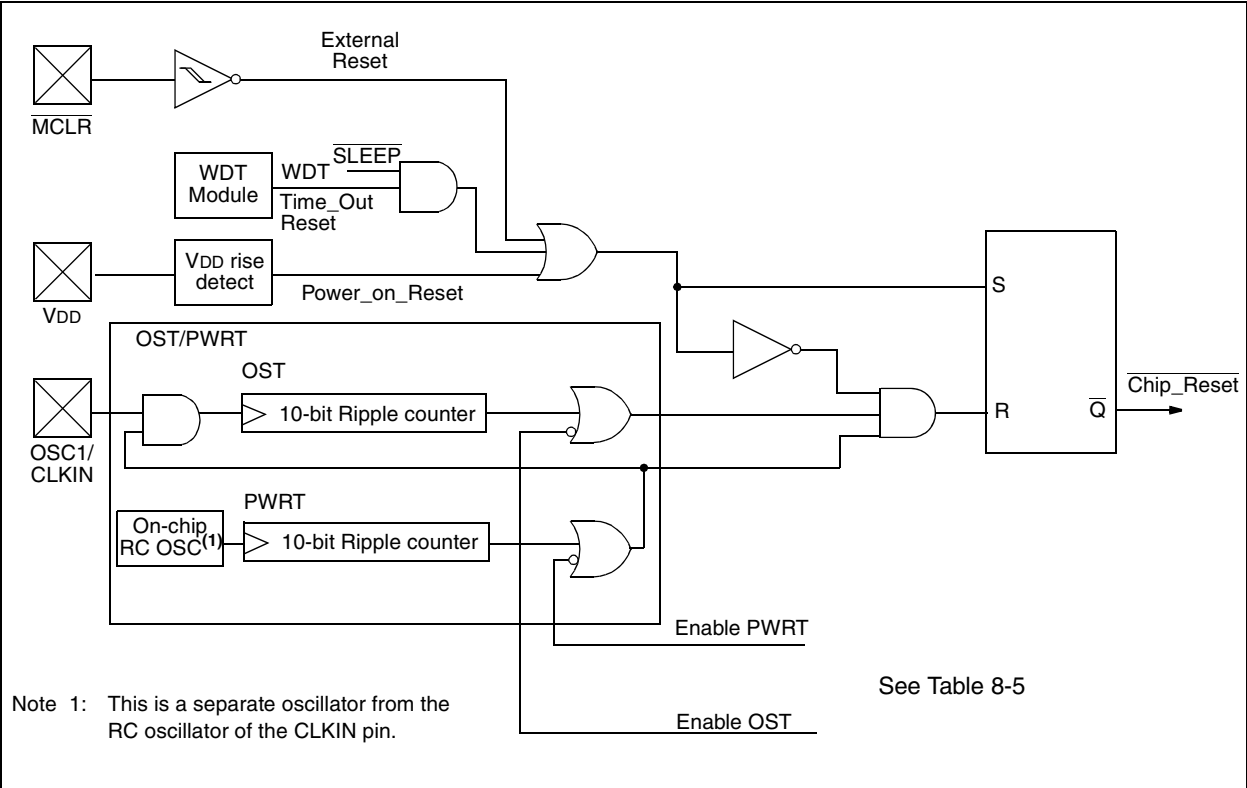 External
Reset
MCLR
SLEEP
WDT
Module
WDT
Time_Out
Reset
VDD rise
detect
Power_on_Reset
VDD
S
OST/PWRT
OST
10-bit Ripple counter
OSC1/
CLKIN
R
Q
Chip_Reset
PWRT
On-chip
RC OSC(1)
10-bit Ripple counter
Enable PWRT
See Table 8-5
Note 1: This is a separate oscillator from the
RC oscillator of the CLKIN pin.
Enable OST